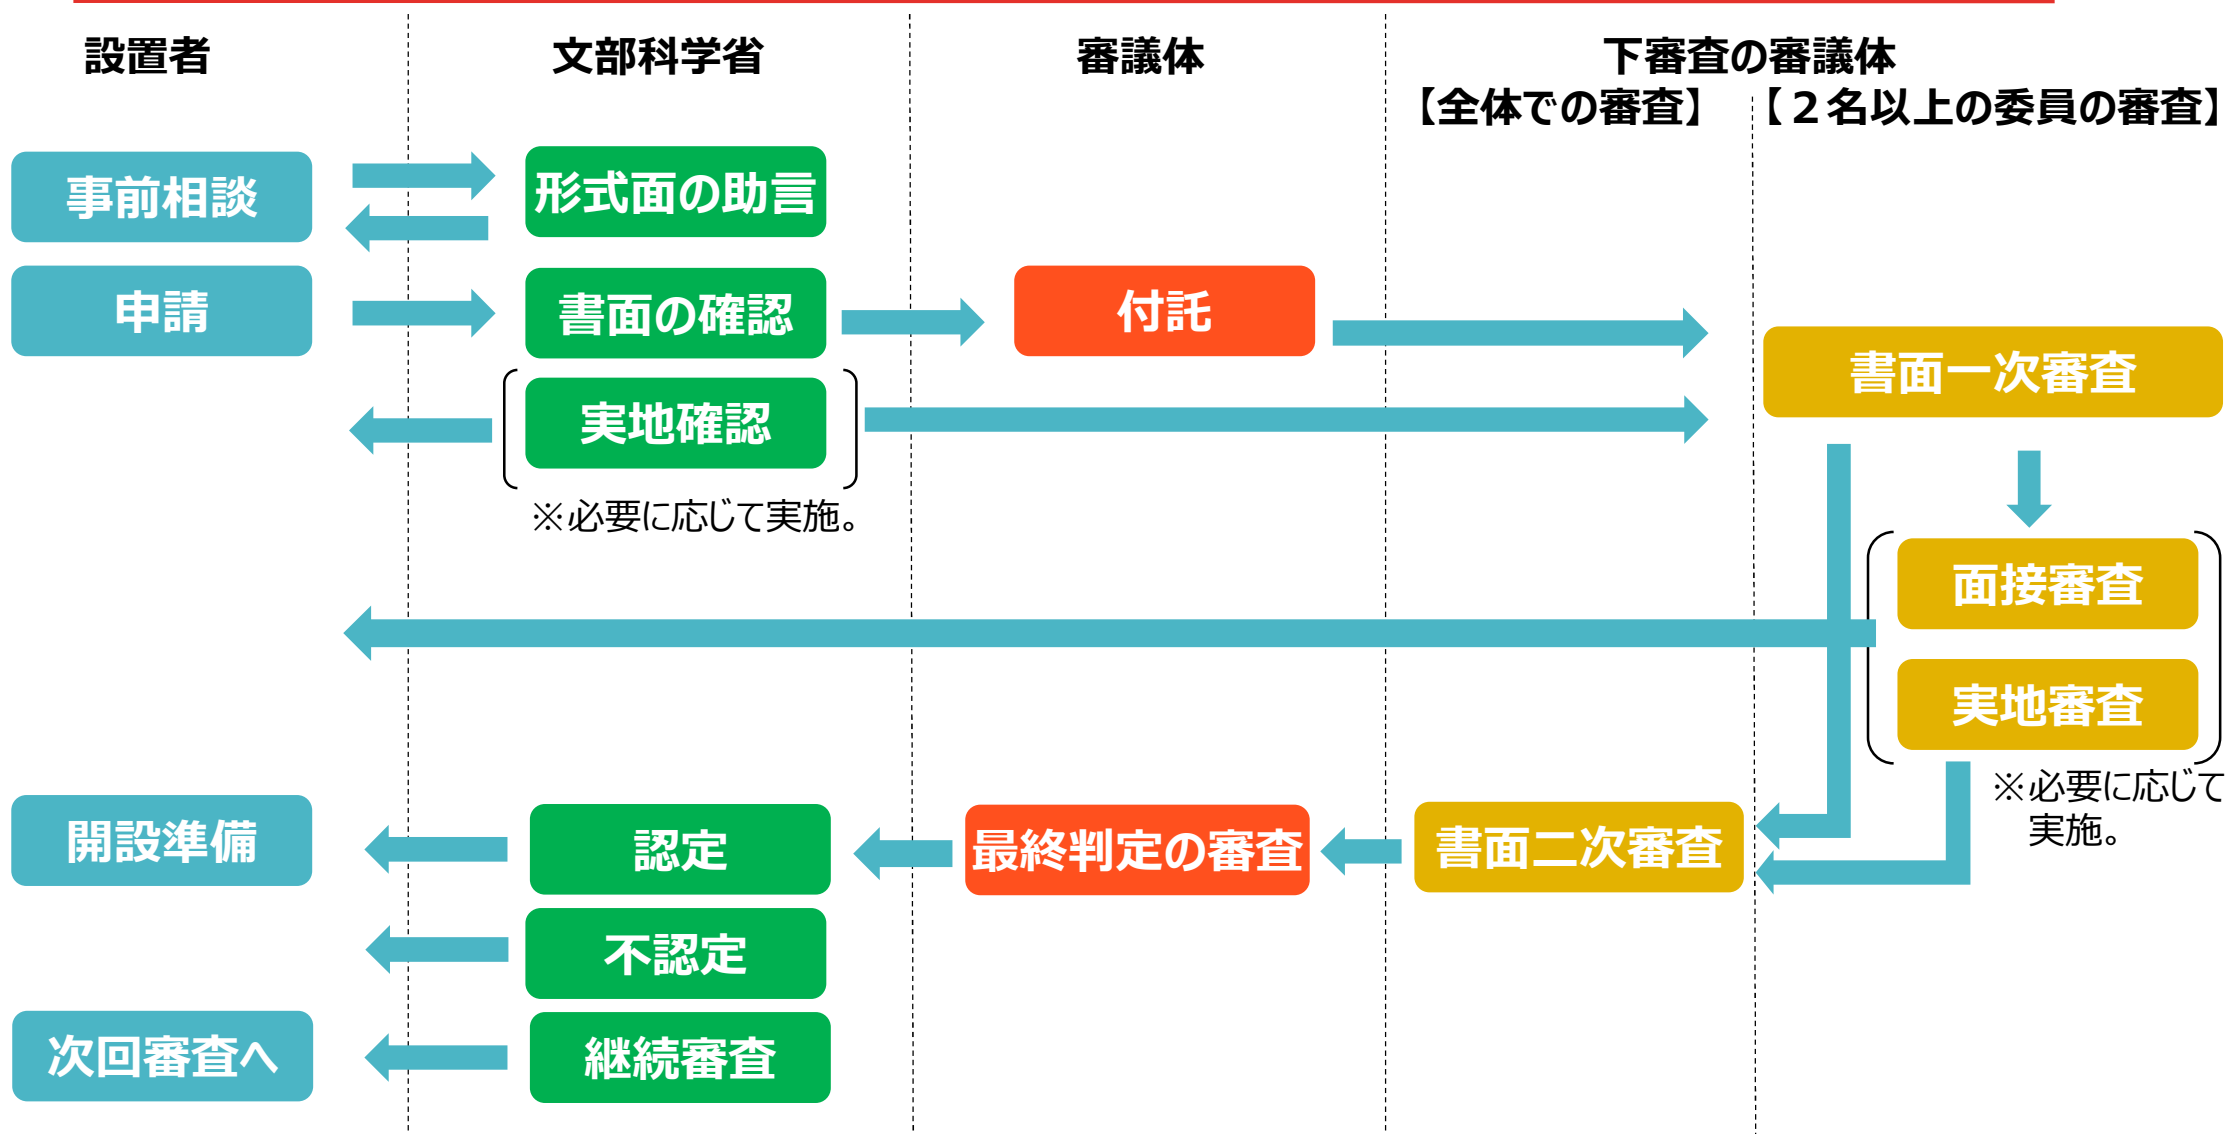 設置者
文部科学省
審議体
下審査の審議体
【全体での審査】
【２名以上の委員の審査】
事前相談
形式面の助言
申請
書面の確認
付託
書面一次審査
実地確認
※必要に応じて実施。
面接審査
実地審査
※必要に応じて
実施。
開設準備
認定
最終判定の審査
書面二次審査
不認定
次回審査へ
継続審査